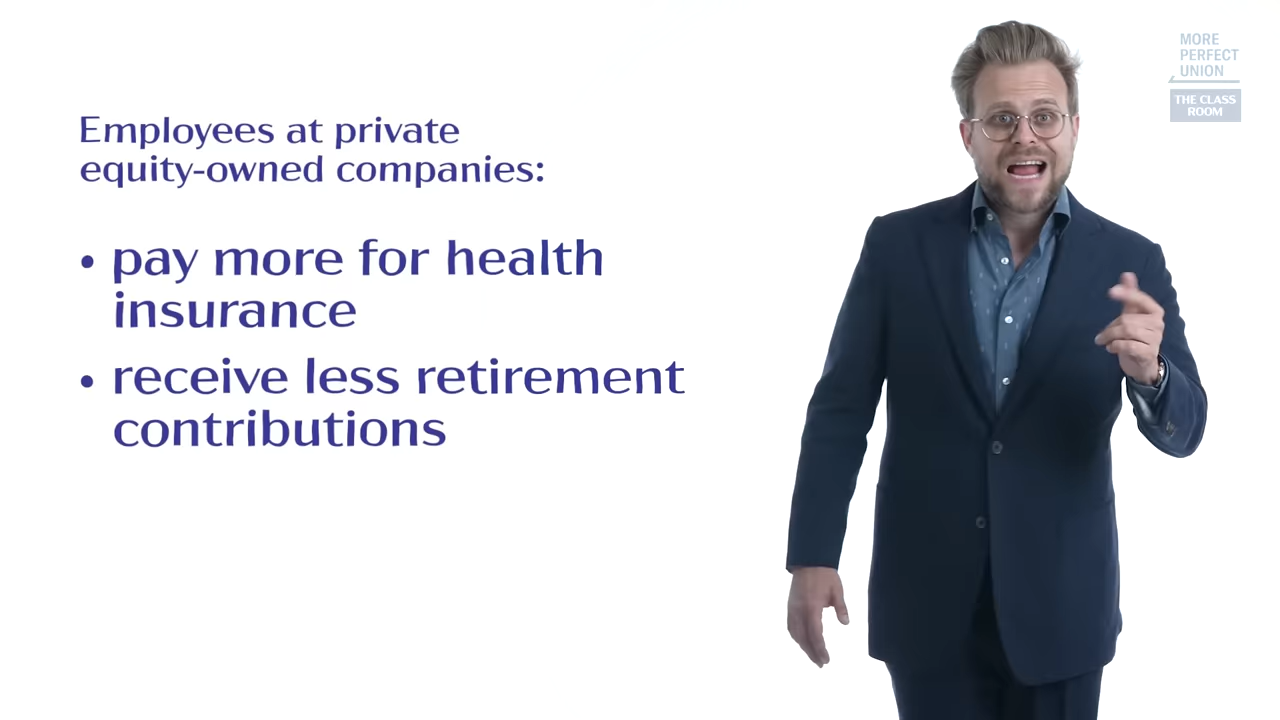 Employees at private
equity-owned companies:
• pay more for health
insurance
• receive less retirement
contributions
MORE
PERFECT
UNION
THE CLASS
ROOM